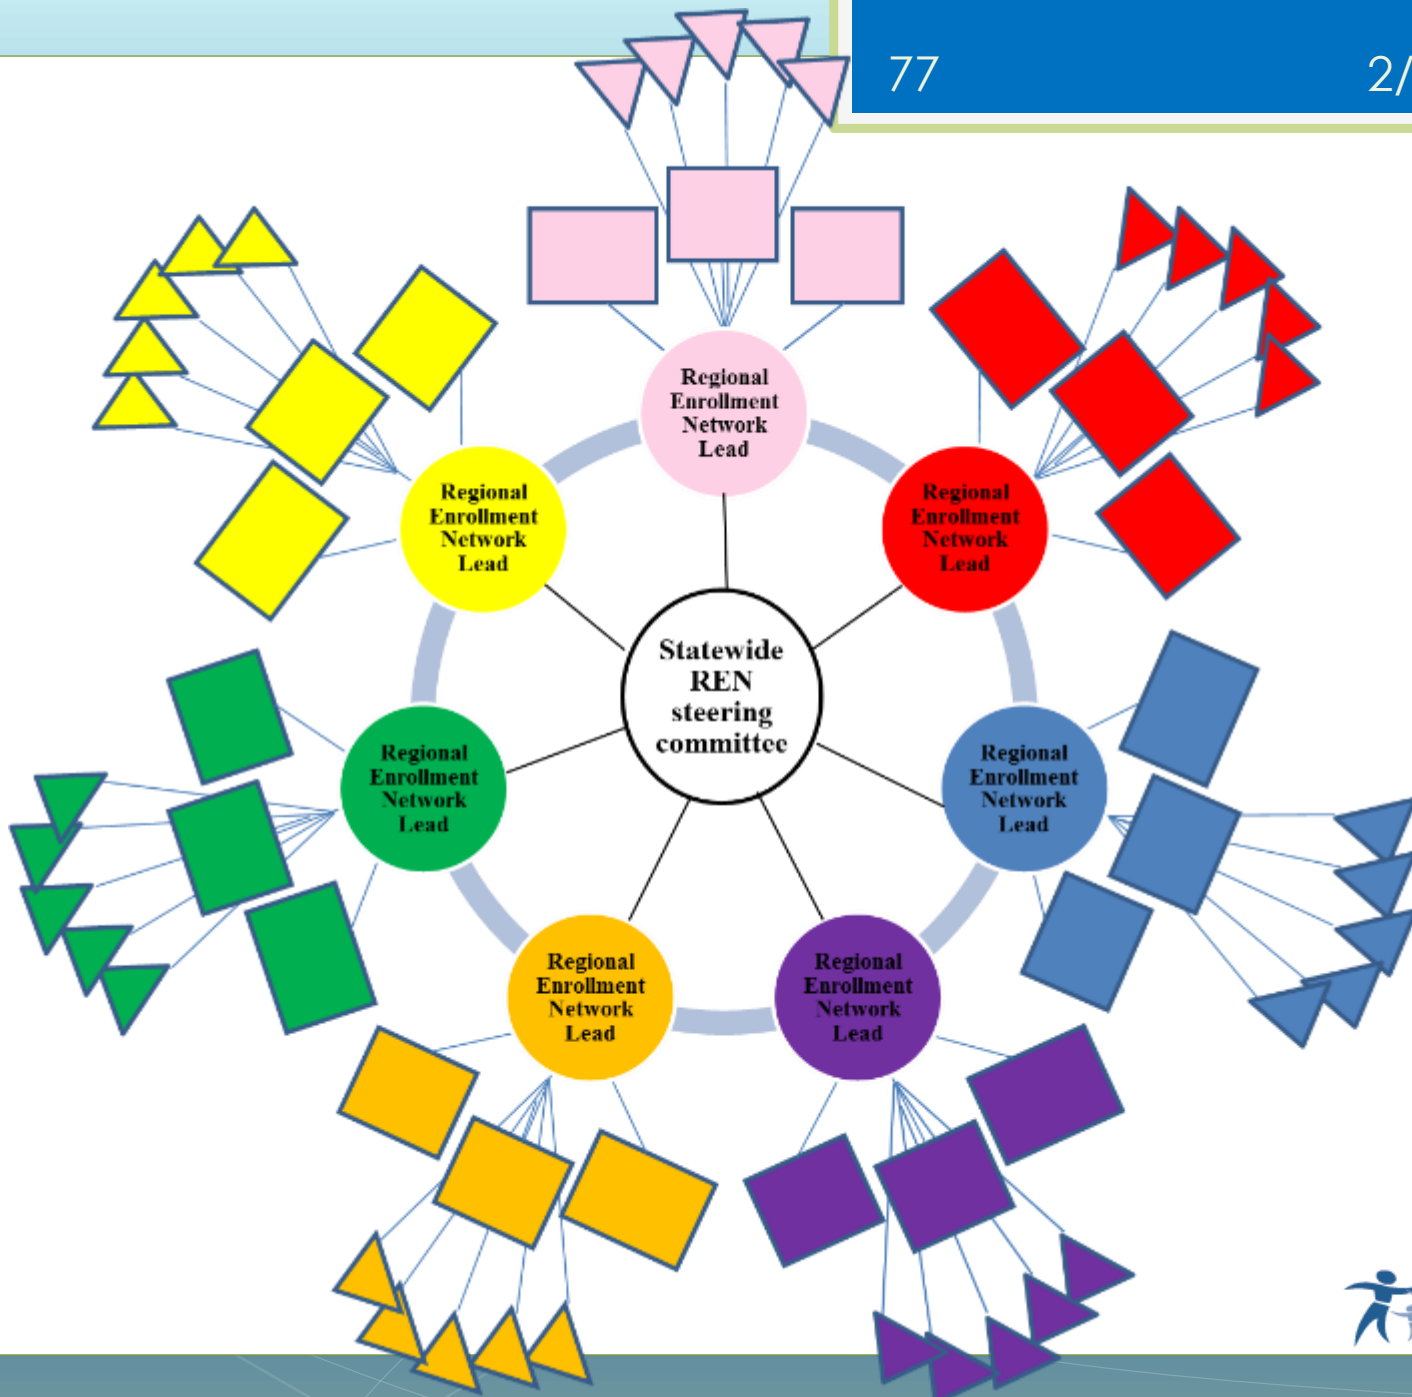 77
2/
Regional
Enrollment
Network
Lead
Regional
Enrollment
Network
Lead
Regional
Enrollment
Network
Lead
Statewide
REN
steering
committee
Regional
Enrollment
Network
Lead
Regional
Enrollment
Network
Lead
Regional
Enrollment
Network
Lead
Regional
Enrollment
Network
Lead